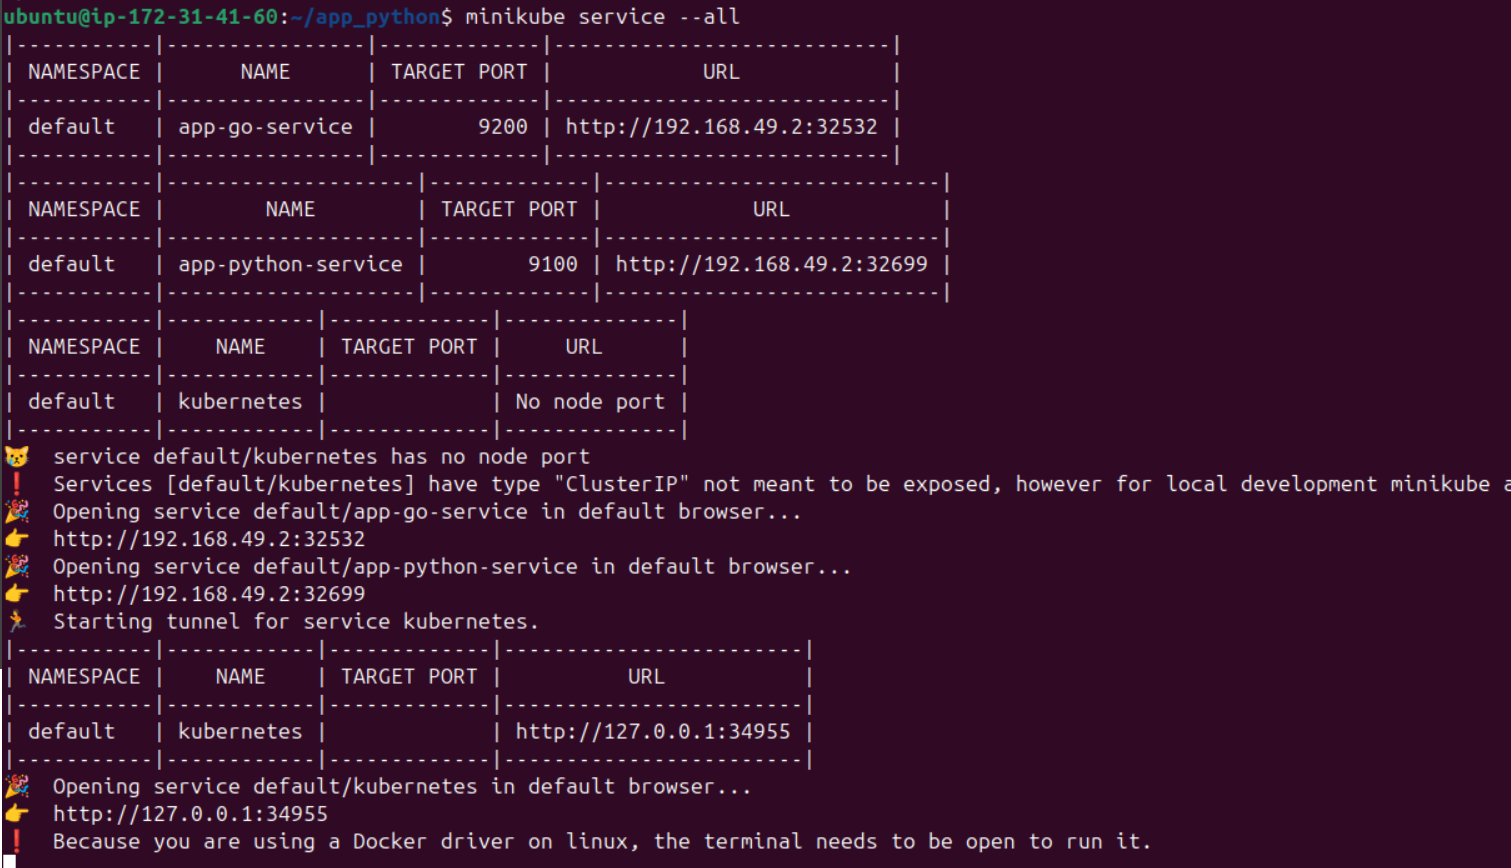 ubuntu@ip-172-31-41-60:~/app_python$ minikube service --all
|-----------|----------------|-------------|---------------------------|
| NAMESPACE |      NAME      | TARGET PORT |            URL            |
|-----------|----------------|-------------|---------------------------|
| default   | app-go-service |        9200 | http://192.168.49.2:32532 |
|-----------|----------------|-------------|---------------------------|
|-----------|--------------------|-------------|---------------------------|
| NAMESPACE |        NAME        | TARGET PORT |            URL            |
|-----------|--------------------|-------------|---------------------------|
| default   | app-python-service |        9100 | http://192.168.49.2:32699 |
|-----------|--------------------|-------------|---------------------------|
|-----------|------------|-------------|--------------|
| NAMESPACE |    NAME    | TARGET PORT |     URL      |
|-----------|------------|-------------|--------------|
| default   | kubernetes |             | No node port |
|-----------|------------|-------------|--------------|
😿  service default/kubernetes has no node port
❗  Services [default/kubernetes] have type "ClusterIP" not meant to be exposed, however for local development minikube a
🎉  Opening service default/app-go-service in default browser...
👉  http://192.168.49.2:32532
🎉  Opening service default/app-python-service in default browser...
👉  http://192.168.49.2:32699
🏃  Starting tunnel for service kubernetes.
|-----------|------------|-------------|------------------------|
| NAMESPACE |    NAME    | TARGET PORT |          URL           |
|-----------|------------|-------------|------------------------|
| default   | kubernetes |             | http://127.0.0.1:34955 |
|-----------|------------|-------------|------------------------|
🎉  Opening service default/kubernetes in default browser...
👉  http://127.0.0.1:34955
❗  Because you are using a Docker driver on linux, the terminal needs to be open to run it.